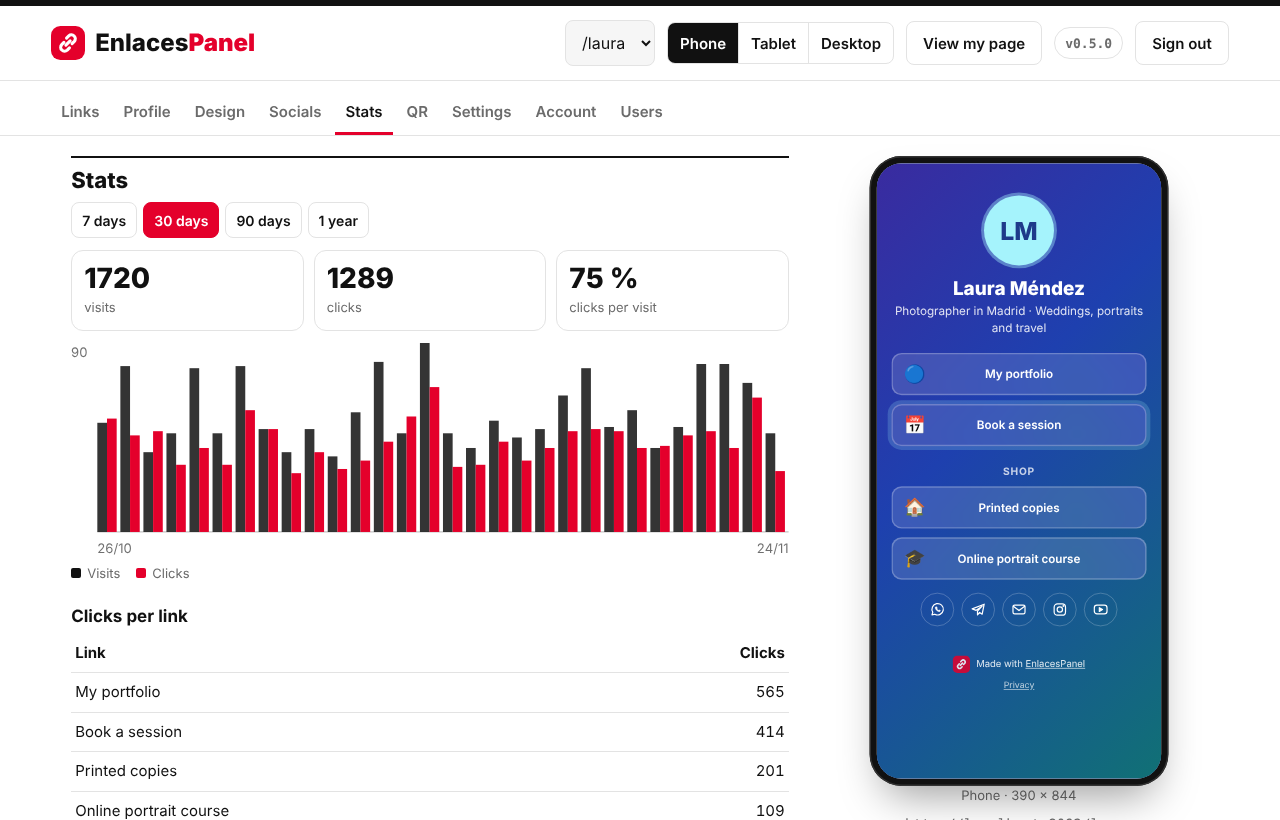 EnlacesPanel
/laura
Phone
Tablet
Desktop
View my page
v0.5.0
Sign out
Links
Profile
Design
Socials
Stats
QR
Settings
Account
Users
Stats
7 days
30 days
90 days
1 year
1720
visits
1289
clicks
75 %
clicks per visit
90
26/10
24/11
Visits
Clicks
Clicks per link
Link Clicks
My portfolio 565
Book a session 414
Printed copies 201
Online portrait course 109
LM
Laura Méndez
Photographer in Madrid · Weddings, portraits
and travel
My portfolio
Book a session
SHOP
Printed copies
Online portrait course
Made with EnlacesPanel
Privacy
Phone · 390 × 844